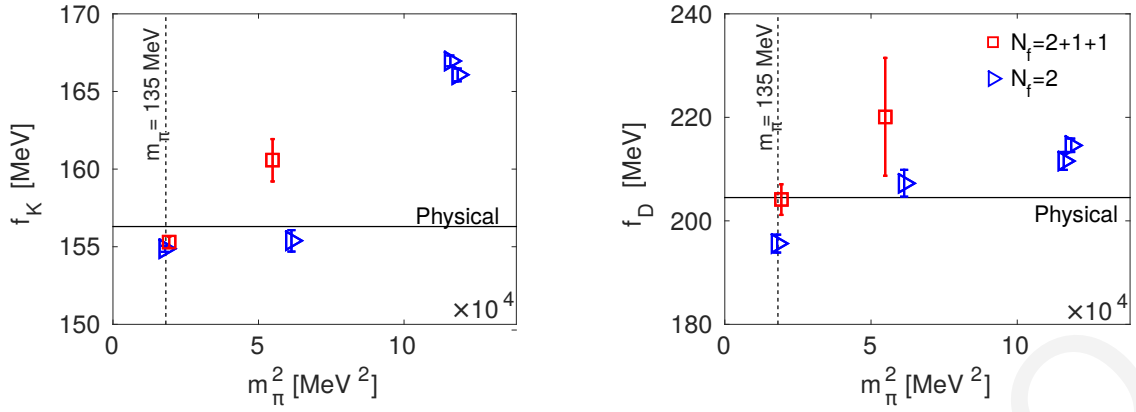 170
165
160
155
150
f_K [MeV]
m_π = 135 MeV
Physical
×10^4
0
5
10
m_π^2 [MeV^2]
240
220
200
180
f_D [MeV]
m_π = 135 MeV
N_f=2+1+1
N_f=2
Physical
×10^4
0
5
10
m_π^2 [MeV^2]